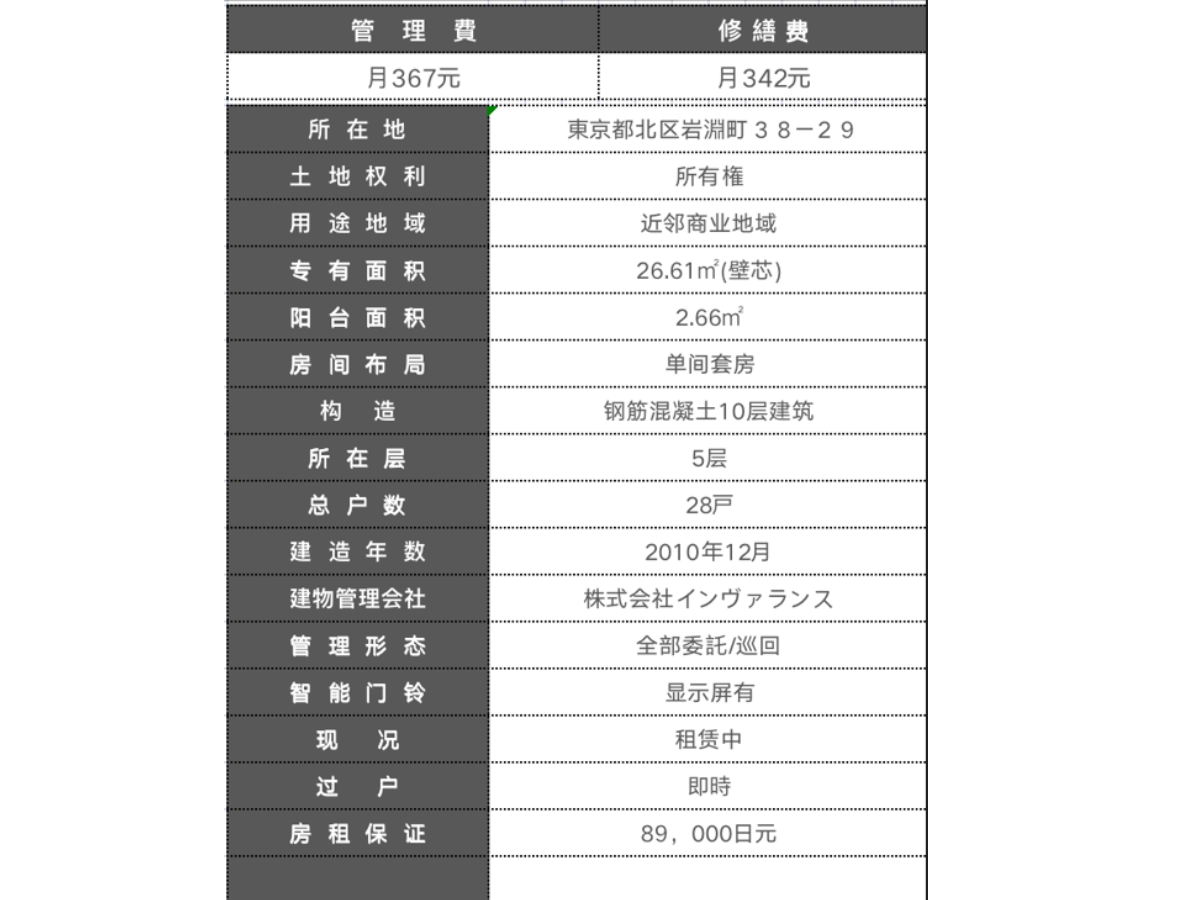 管理費 修繕费
月367元 月342元
所在地 東京都北区岩淵町３８－２９
土地权利 所有権
用途地域 近邻商业地域
专有面积 26.61㎡(壁芯)
阳台面积 2.66㎡
房间布局 单间套房
构造 钢筋混凝土10层建筑
所在层 5层
总户数 28戸
建造年数 2010年12月
建物管理会社 株式会社インヴァランス
管理形态 全部委託/巡回
智能门铃 显示屏有
现况 租赁中
过户 即時
房租保证 89，000日元